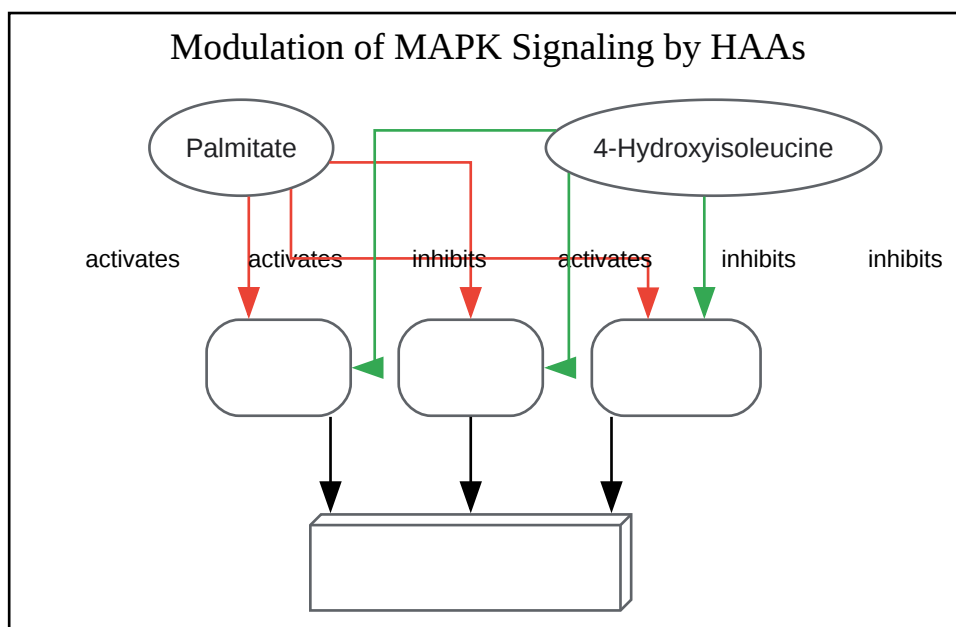 Modulation of MAPK Signaling by HAAs
Palmitate
4-Hydroxyisoleucine
activates activates inhibits activates inhibits inhibits